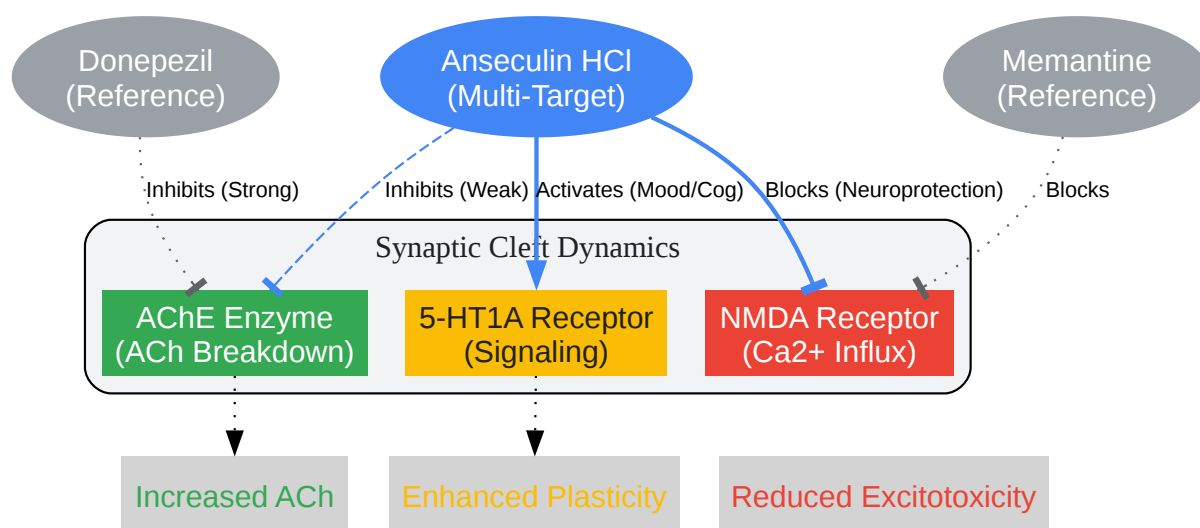 Donepezil
(Reference)
Anseculin HCl
(Multi-Target)
Memantine
(Reference)
Inhibits (Strong)
Inhibits (Weak)
Activates (Mood/Cog)
Blocks (Neuroprotection)
Blocks
Synaptic Cleft Dynamics
AChE Enzyme
(ACh Breakdown)
5-HT1A Receptor
(Signaling)
NMDA Receptor
(Ca2+ Influx)
Increased ACh
Enhanced Plasticity
Reduced Excitotoxicity